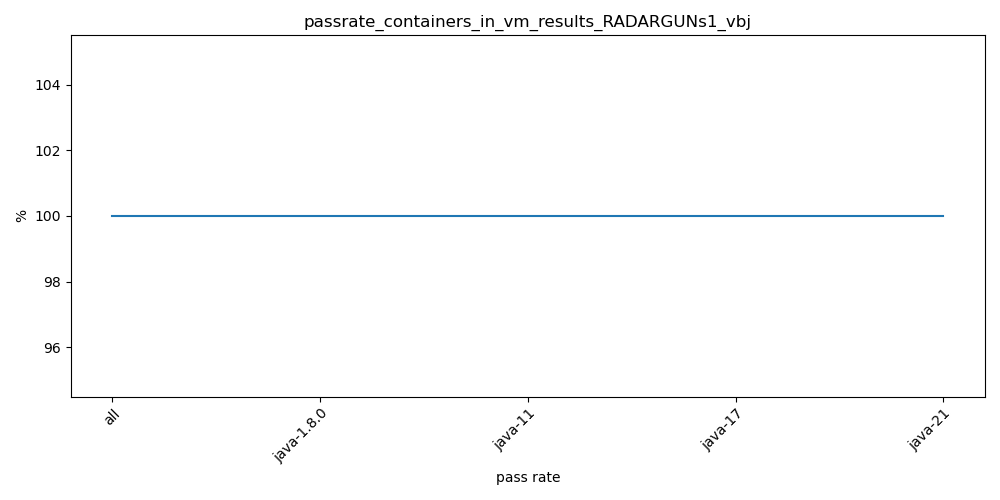 passrate_containers_in_vm_results_RADARGUNs1_vbj
104
102
100
98
96
%
all
java-1.8.0
java-11
java-17
java-21
pass rate